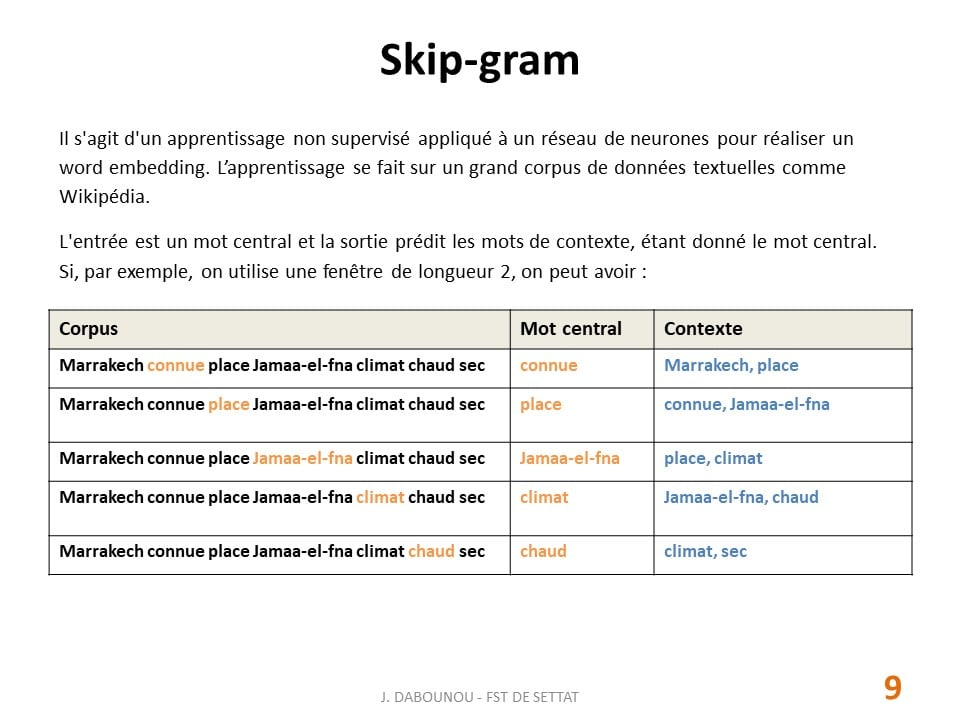 Skip-gram
Il s'agit d'un apprentissage non supervisé appliqué à un réseau de neurones pour réaliser un
word embedding. L’apprentissage se fait sur un grand corpus de données textuelles comme
Wikipédia.
L'entrée est un mot central et la sortie prédit les mots de contexte, étant donné le mot central.
Si, par exemple, on utilise une fenêtre de longueur 2, on peut avoir :
Corpus Mot central Contexte
Marrakech connue place Jamaa-el-fna climat chaud sec connue Marrakech, place
Marrakech connue place Jamaa-el-fna climat chaud sec place connue, Jamaa-el-fna
Marrakech connue place Jamaa-el-fna climat chaud sec Jamaa-el-fna place, climat
Marrakech connue place Jamaa-el-fna climat chaud sec climat Jamaa-el-fna, chaud
Marrakech connue place Jamaa-el-fna climat chaud sec chaud climat, sec
J. DABOUNOU - FST DE SETTAT
9